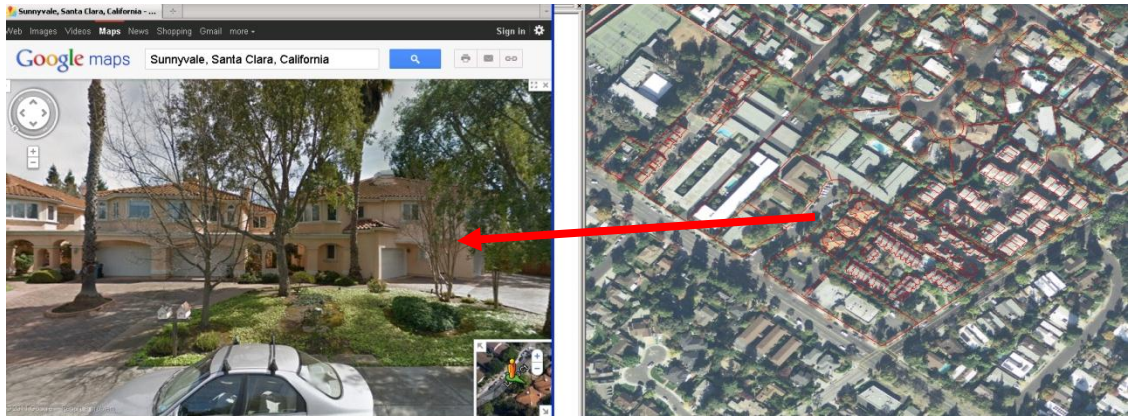 Sunnyvale, Santa Clara, California - ...
Web Images Videos Maps News Shopping Gmail more Sign in
Google maps Sunnyvale, Santa Clara, California